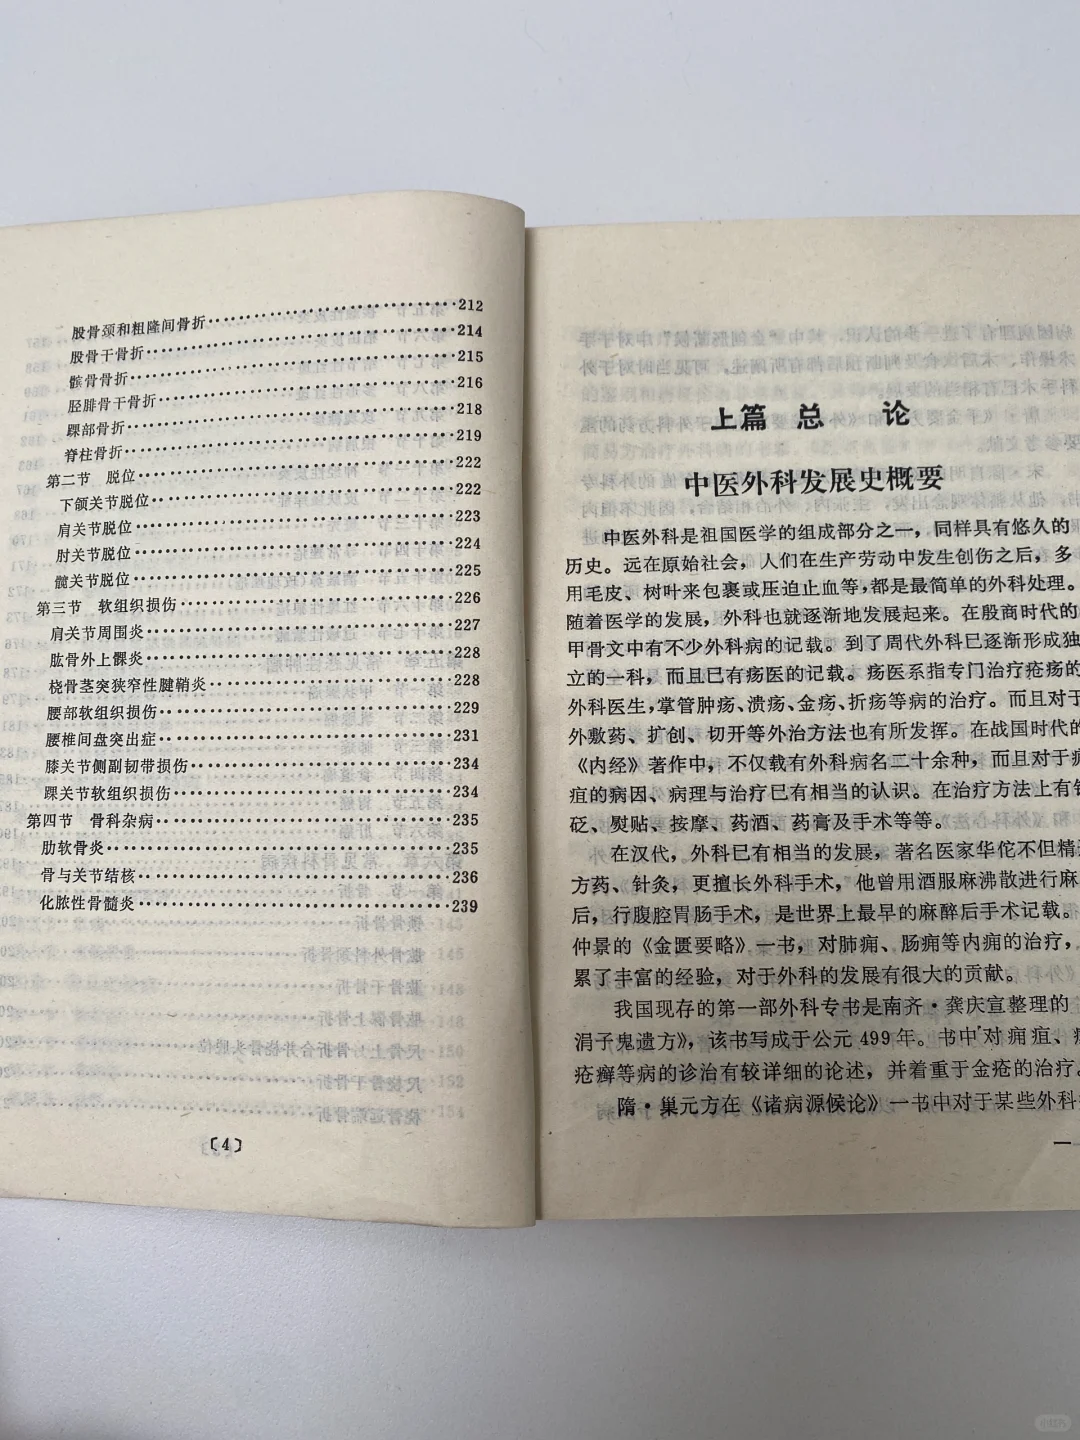 股骨颈和粗隆间骨折……212
股骨干骨折……214
髌骨骨折……215
胫腓骨干骨折……216
踝部骨折……218
脊柱骨折……219
第二节 脱位……222
下颌关节脱位……222
肩关节脱位……223
肘关节脱位……224
髋关节脱位……225
第三节 软组织损伤……226
肩关节周围炎……227
肱骨外上髁炎……228
桡骨茎突狭窄性腱鞘炎……228
腰部软组织损伤……229
腰椎间盘突出症……231
膝关节侧副韧带损伤……234
踝关节软组织损伤……234
第四节 骨科杂病……235
肋软骨炎……235
骨与关节结核……236
化脓性骨髓炎……239
〔4〕
上篇 总 论
中医外科发展史概要
中医外科是祖国医学的组成部分之一，同样具有悠久的
历史。远在原始社会，人们在生产劳动中发生创伤之后，多
用毛皮、树叶来包裹或压迫止血等，都是最简单的外科处理。
随着医学的发展，外科也就逐渐地发展起来。在殷商时代的
甲骨文中有不少外科病的记载。到了周代外科已逐渐形成独
立的一科，而且已有疡医的记载。疡医系指专门治疗疮疡的
外科医生，掌管肿疡、溃疡、金疡、折疡等病的治疗。而且对于
外敷药、扩创、切开等外治方法也有所发挥。在战国时代的
《内经》著作中，不仅载有外科病名二十余种，而且对于痈
疽的病因、病理与治疗已有相当的认识。在治疗方法上有针
砭、熨贴、按摩、药酒、药膏及手术等等。
在汉代，外科已有相当的发展，著名医家华佗不但精通
方药、针灸，更擅长外科手术，他曾用酒服麻沸散进行麻
后，行腹腔胃肠手术，是世界上最早的麻醉后手术记载。
仲景的《金匮要略》一书，对肺痈、肠痈等内痈的治疗，
累了丰富的经验，对于外科的发展有很大的贡献。
我国现存的第一部外科专书是南齐·龚庆宣整理的
涓子鬼遗方》，该书写成于公元499年。书中对痈疽、
疮癣等病的诊治有较详细的论述，并着重于金疮的治疗。
隋·巢元方在《诸病源候论》一书中对于某些外科